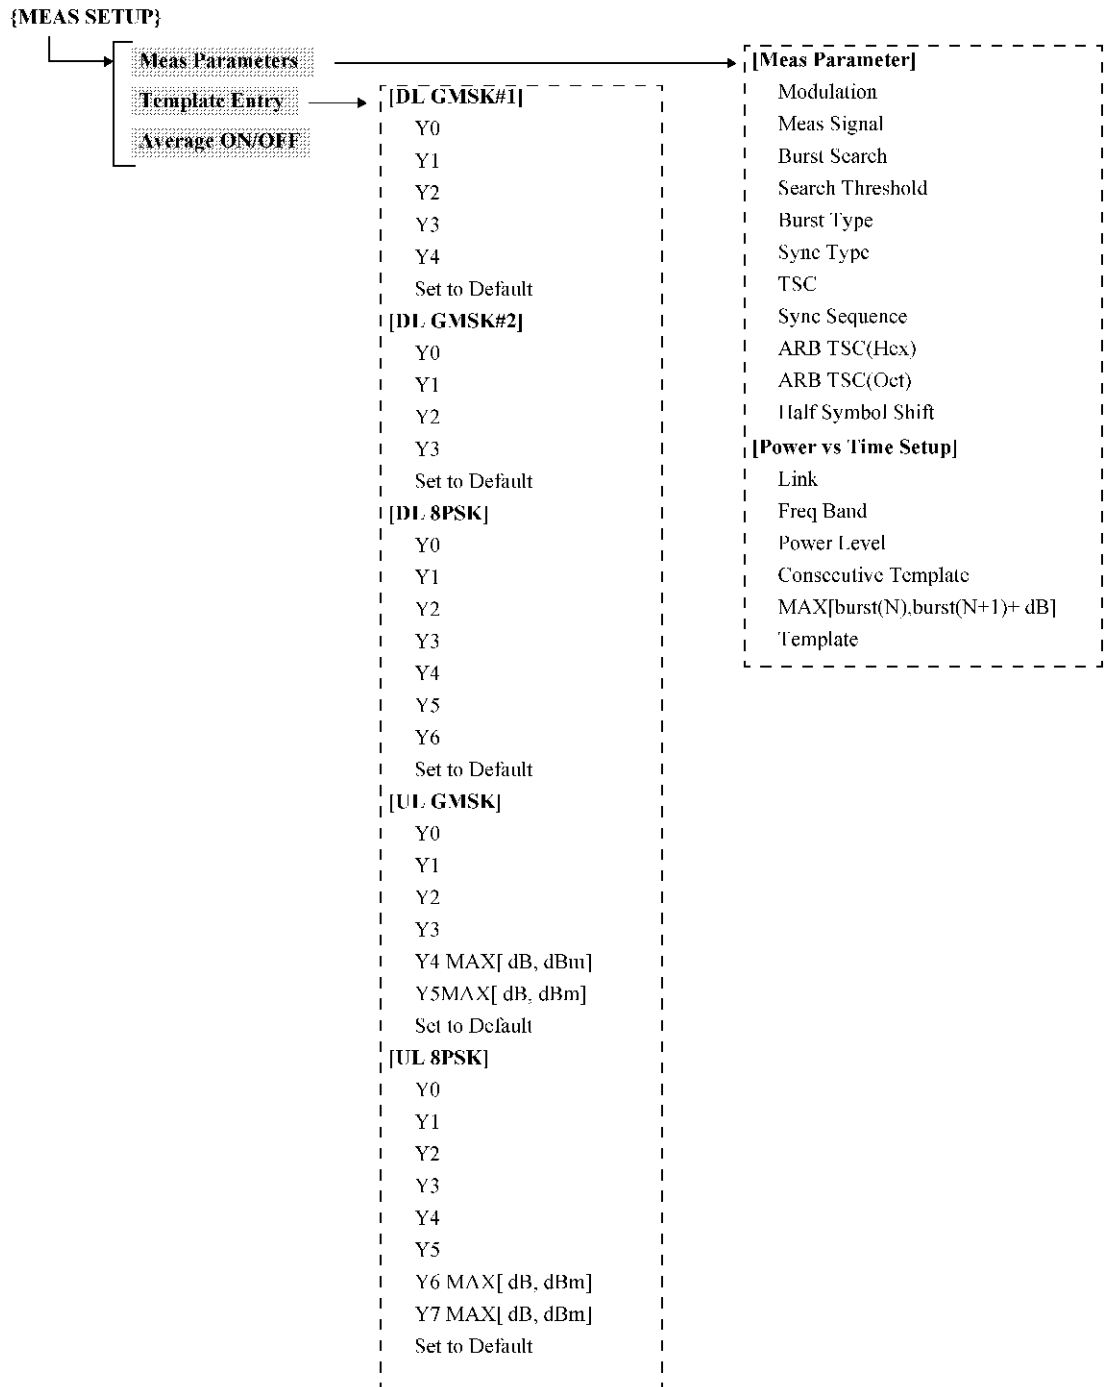 {MEAS SETUP}
Meas Parameters
Template Entry
Average ON/OFF
[DL GMSK#1]
Y0
Y1
Y2
Y3
Y4
Set to Default
[DL GMSK#2]
Y0
Y1
Y2
Y3
Set to Default
[DL 8PSK]
Y0
Y1
Y2
Y3
Y4
Y5
Y6
Set to Default
[UL GMSK]
Y0
Y1
Y2
Y3
Y4 MAX[ dB, dBm]
Y5MAX[ dB, dBm]
Set to Default
[UL 8PSK]
Y0
Y1
Y2
Y3
Y4
Y5
Y6 MAX[ dB, dBm]
Y7 MAX[ dB, dBm]
Set to Default
[Meas Parameter]
Modulation
Meas Signal
Burst Search
Search Threshold
Burst Type
Sync Type
TSC
Sync Sequence
ARB TSC(Hex)
ARB TSC(Oct)
Half Symbol Shift
[Power vs Time Setup]
Link
Freq Band
Power Level
Consecutive Template
MAX[burst(N),burst(N+1)+ dB]
Template